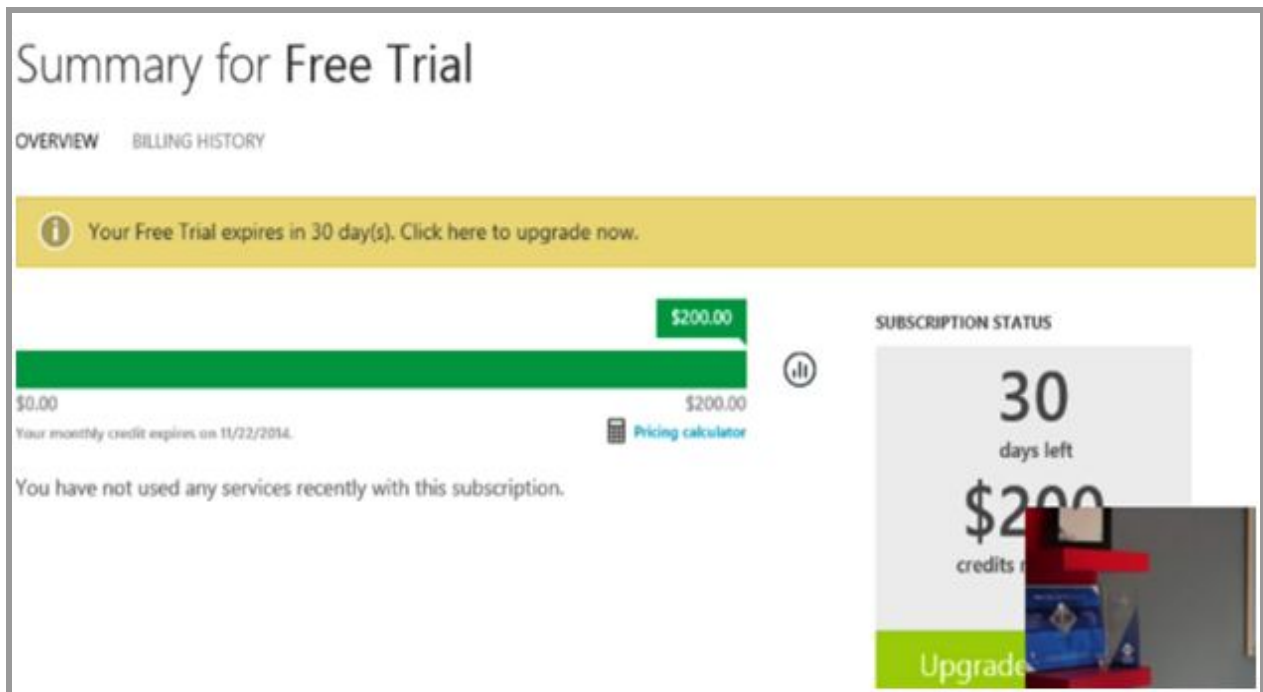 Summary for Free Trial
OVERVIEW BILLING HISTORY
Your Free Trial expires in 30 day(s). Click here to upgrade now.
$200.00
$0.00 $200.00
Your monthly credit expires on 11/22/2014.
Pricing calculator
You have not used any services recently with this subscription.
SUBSCRIPTION STATUS
30
days left
$200
credits
Upgrade